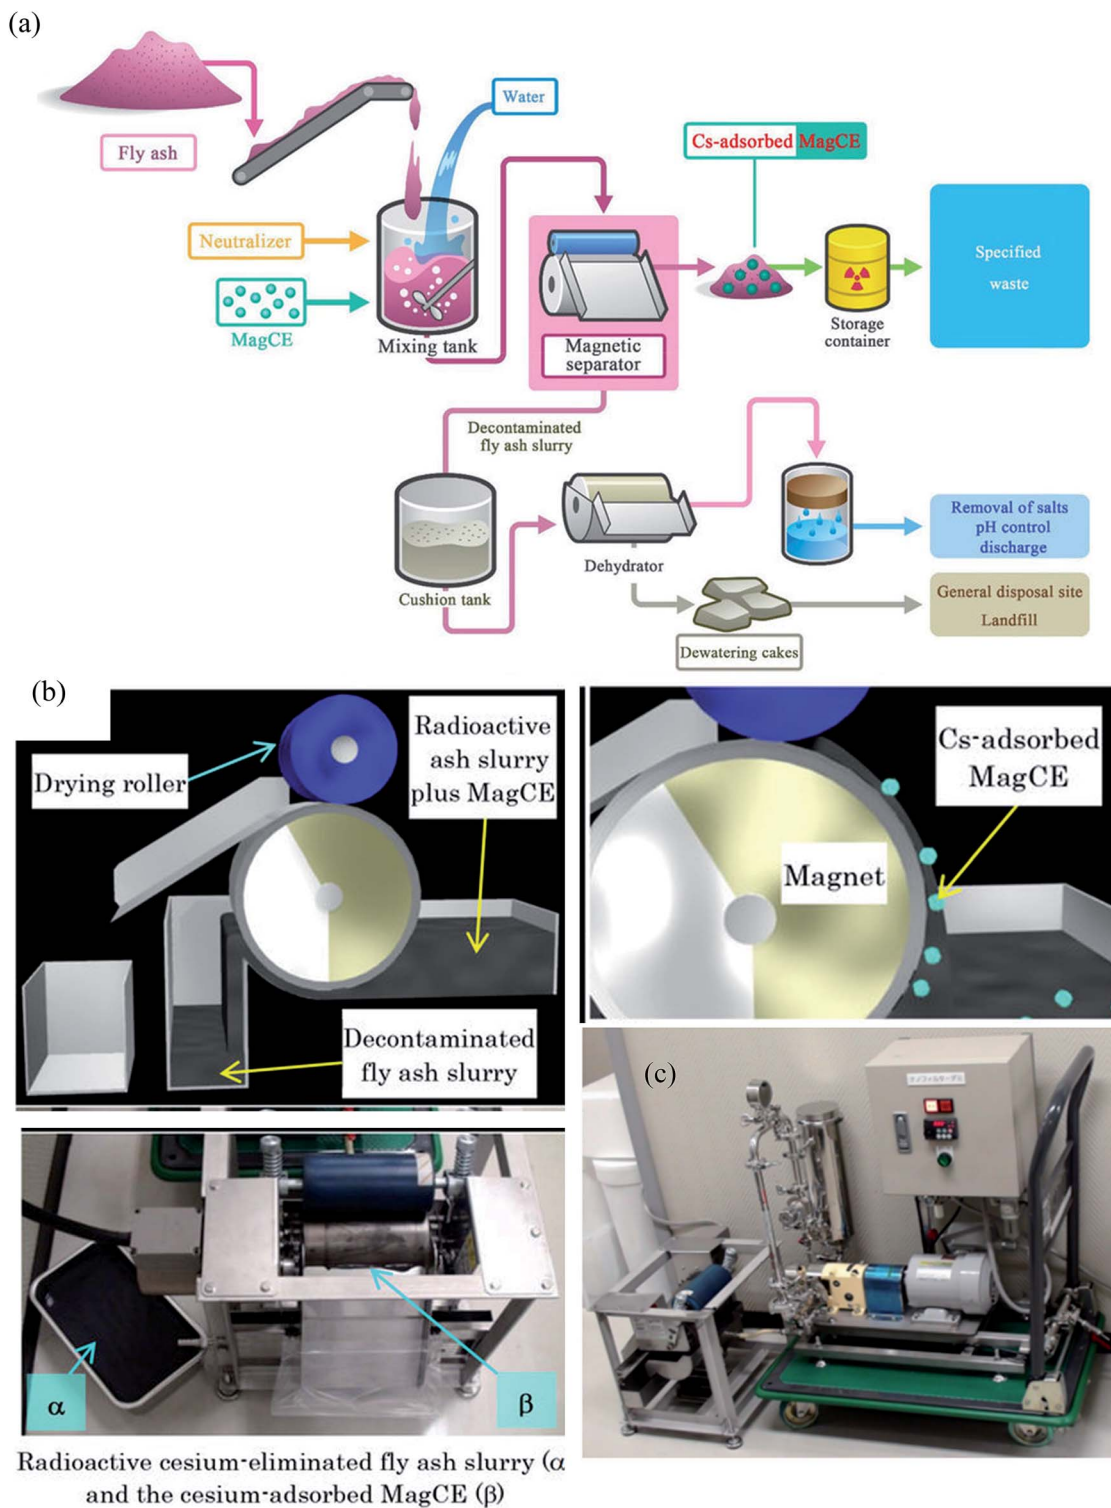 (a)
Water
Fly ash
Cs-adsorbed MagCE
Neutralizer
Specified
waste
MagCE
Mixing tank
Magnetic
separator
Storage
container
Decontaminated
fly ash slurry
Removal of salts
pH control
discharge
Dehydrator
Cushion tank
General disposal site
Landfill
Dewatering cakes
(b)
Radioactive
ash slurry
plus MagCE
Drying roller
Cs-adsorbed
MagCE
Magnet
Decontaminated
fly ash slurry
(c)
α
β
Radioactive cesium-eliminated fly ash slurry (α
and the cesium-adsorbed MagCE (β)